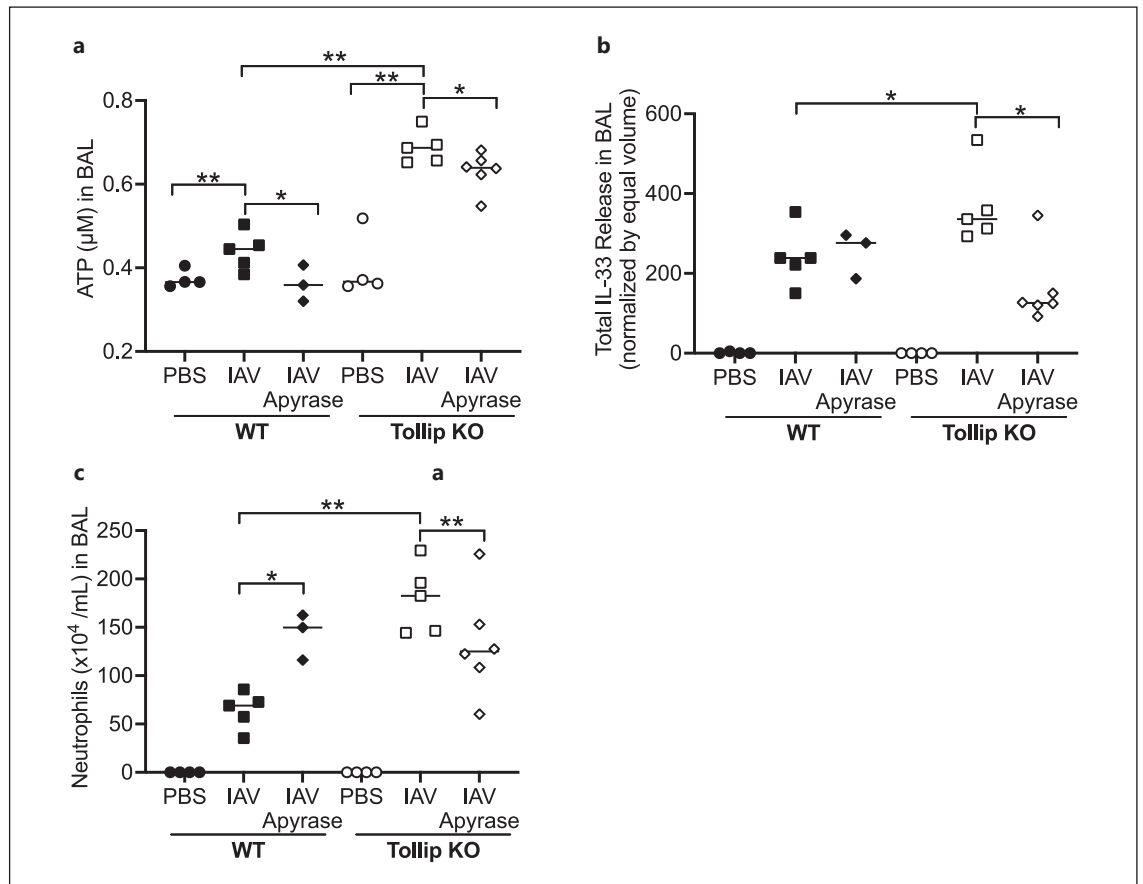 a
**
**
*
**
*
0.8
0.6
0.4
0.2
ATP (µM) in BAL
PBS IAV IAV PBS IAV IAV
Apyrase Apyrase
WT Tollip KO
b
*
*
600
400
200
0
Total IL-33 Release in BAL
(normalized by equal volume)
PBS IAV IAV PBS IAV IAV
Apyrase Apyrase
WT Tollip KO
c a
**
**
*
250
200
150
100
50
0
Neutrophils (x10⁴ /mL) in BAL
PBS IAV IAV PBS IAV IAV
Apyrase Apyrase
WT Tollip KO